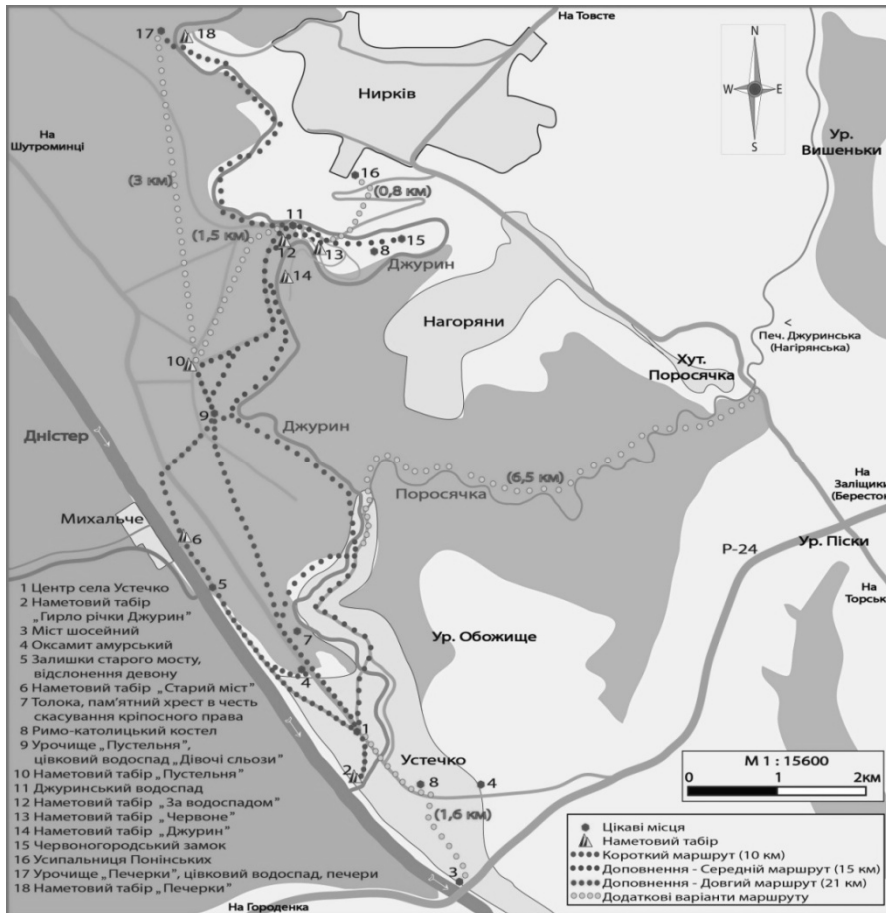 На Товсте
17
18
N
W
E
S
Нирків
На
Шутроминці
Ур.
Вишеньки
(3 км)
16
(0,8 км)
11
(1,5 км)
12
13
8
15
Джурин
14
Нагоряни
<
Печ. Джуринська
(Нагірянська)
Хут.
Поросячка
10
9
Джурин
Дністер
(6,5 км)
Поросячка
На
Заліщики
(Бересток
Михальче
6
Р-24
Ур. Піски
5
На
Торськ
1 Центр села Устечко
2 Наметовий табір
„Гирло річки Джурин”
3 Міст шосейний
4 Оксамит амурський
5 Залишки старого мосту,
відслонення девону
6 Наметовий табір „Старий міст”
7 Толока, пам'ятний хрест в честь
скасування кріпосного права
8 Римо-католицький костел
9 Урочище „Пустельня”,
цівковий водоспад „Дівочі сльози”
10 Наметовий табір „Пустельня”
11 Джуринський водоспад
12 Наметовий табір „За водоспадом”
13 Наметовий табір „Червоне”
14 Наметовий табір „Джурин”
15 Червоногородський замок
16 Усипальниця Понінських
17 Урочище „Печерки”, цівковий водоспад, печери
18 Наметовий табір „Печерки”
7
Ур. Обожище
4
1
Устечко
2
8
4
(1,6 км)
3
На Городенка
М 1 : 15600
0 1 2км
Цікаві місця
Наметовий табір
Короткий маршрут (10 км)
Доповнення - Середній маршрут (15 км)
Доповнення - Довгий маршрут (21 км)
Додаткові варіанти маршруту